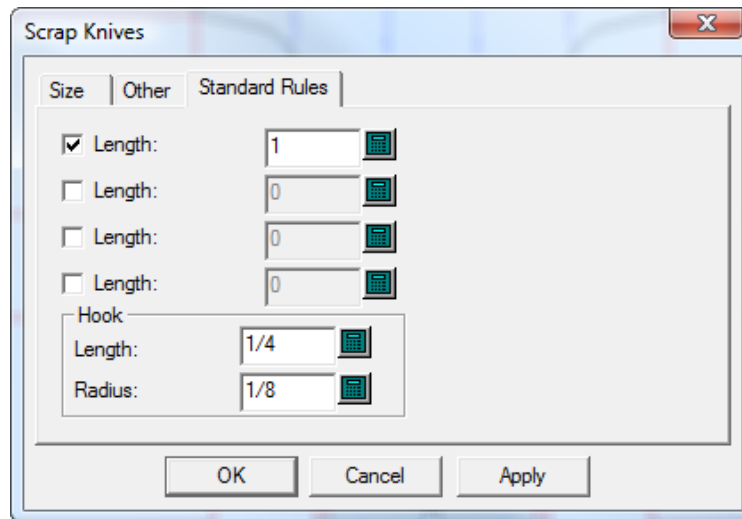 Scrap Knives
Size Other Standard Rules
Length: 1
Length: 0
Length: 0
Length: 0
Hook
Length: 1/4
Radius: 1/8
OK Cancel Apply